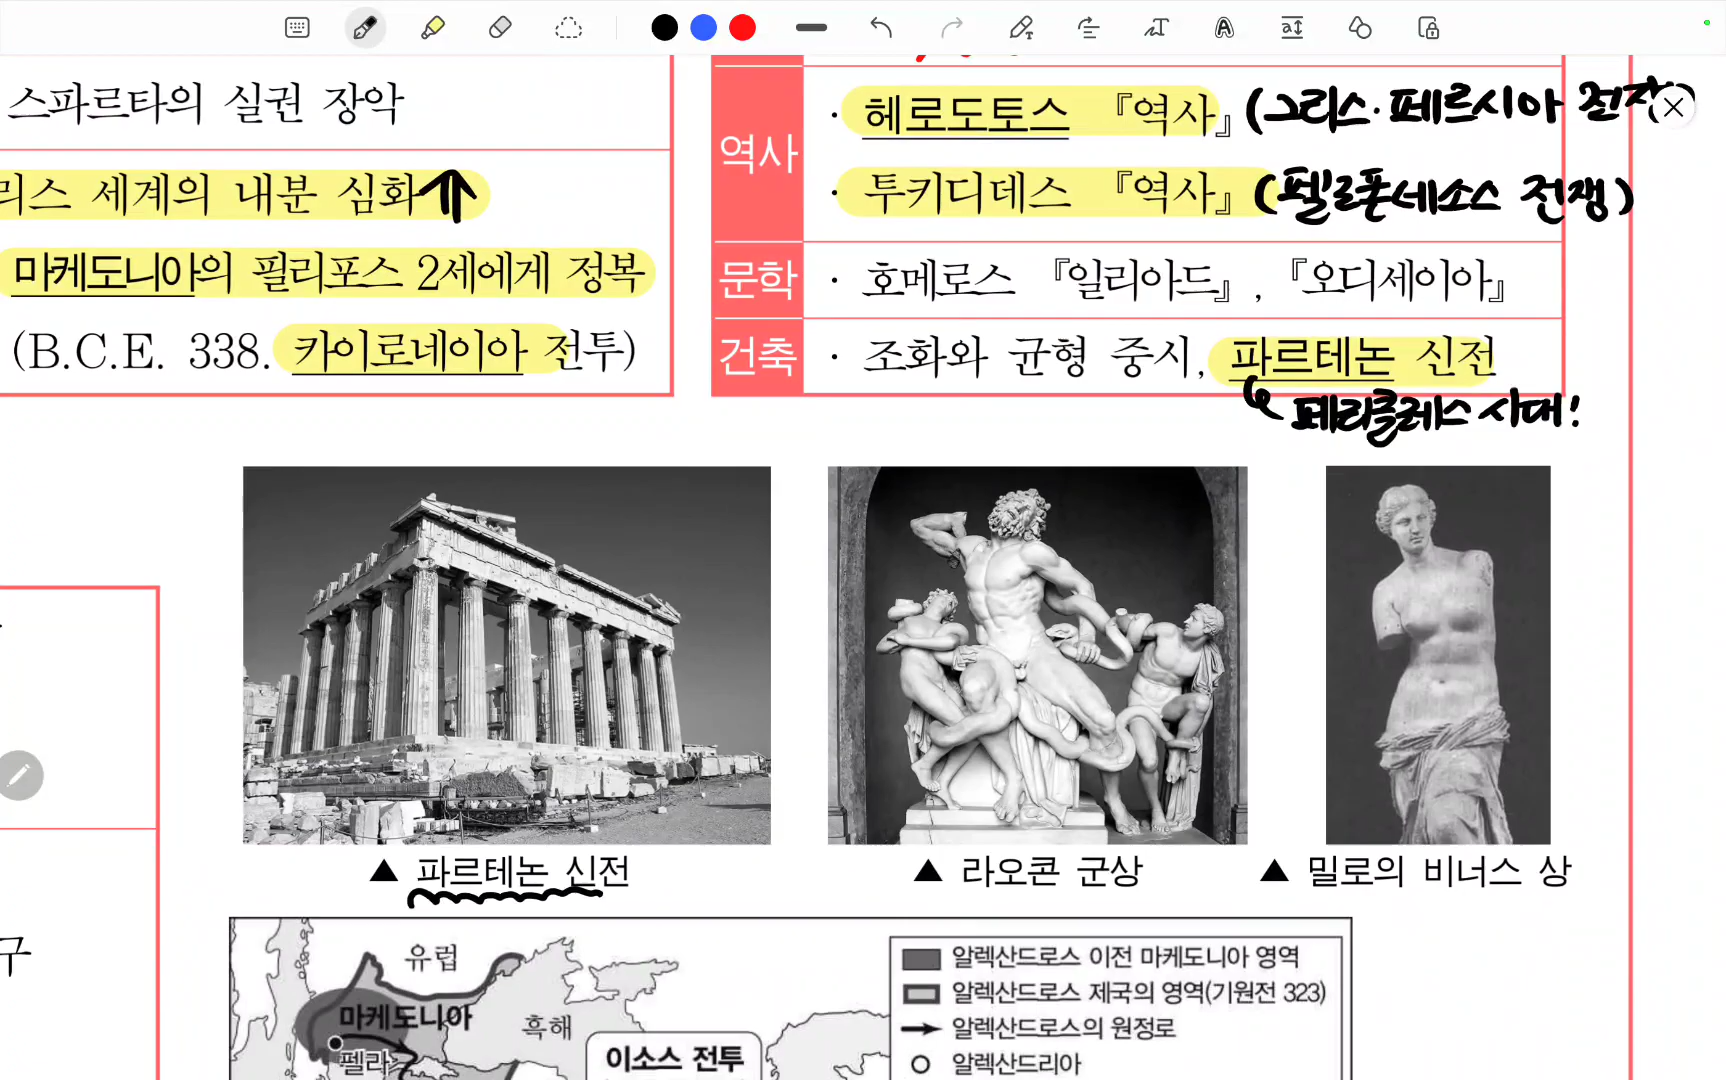 스파르타의 실권 장악
리스 세계의 내분 심화
마케도니아의 필리포스 2세에게 정복
(B.C.E. 338. 카이로네이아 전투)
역사
· 헤로도토스 『역사』 (그리스·페르시아 전쟁)
· 투키디데스 『역사』 (펠로폰네소스 전쟁)
문학
· 호메로스 『일리아드』, 『오디세이아』
건축
· 조화와 균형 중시, 파르테논 신전
페리클레스 시대!
▲ 파르테논 신전
▲ 라오콘 군상
▲ 밀로의 비너스 상
구
유럽
마케도니아
흑해
펠라
이소스 전투
알렉산드로스 이전 마케도니아 영역
알렉산드로스 제국의 영역(기원전 323)
알렉산드로스의 원정로
알렉산드리아